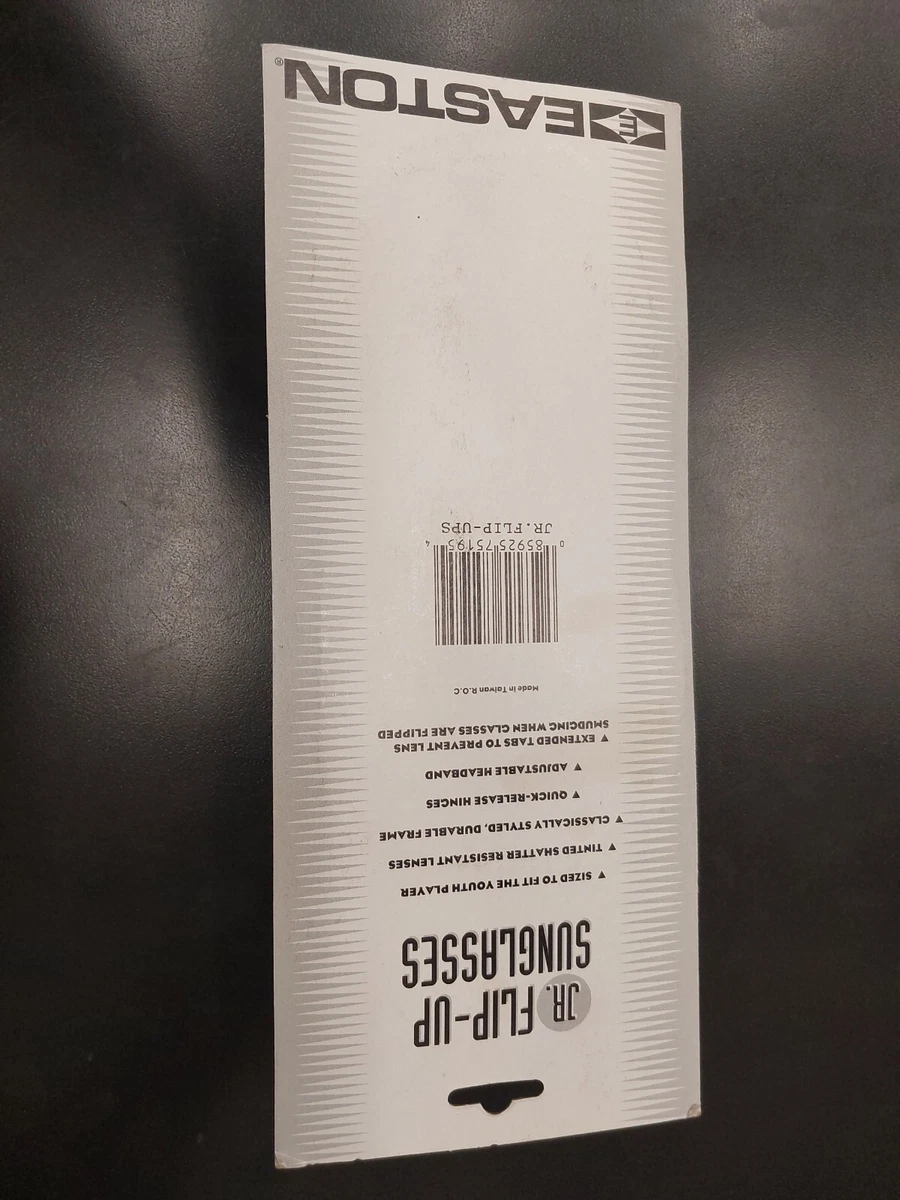 JR. FLIP-UP
SUNGLASSES
▲ SIZED TO FIT THE YOUTH PLAYER
▲ TINTED SHATTER RESISTANT LENSES
▲ CLASSICALLY STYLED, DURABLE FRAME
▲ QUICK-RELEASE HINGES
▲ ADJUSTABLE HEADBAND
▲ EXTENDED TABS TO PREVENT LENS
SMUDGING WHEN GLASSES ARE FLIPPED
Made in Taiwan R.O.C
0 85925 75195 4
JR.FLIP-UPS
E EASTON®